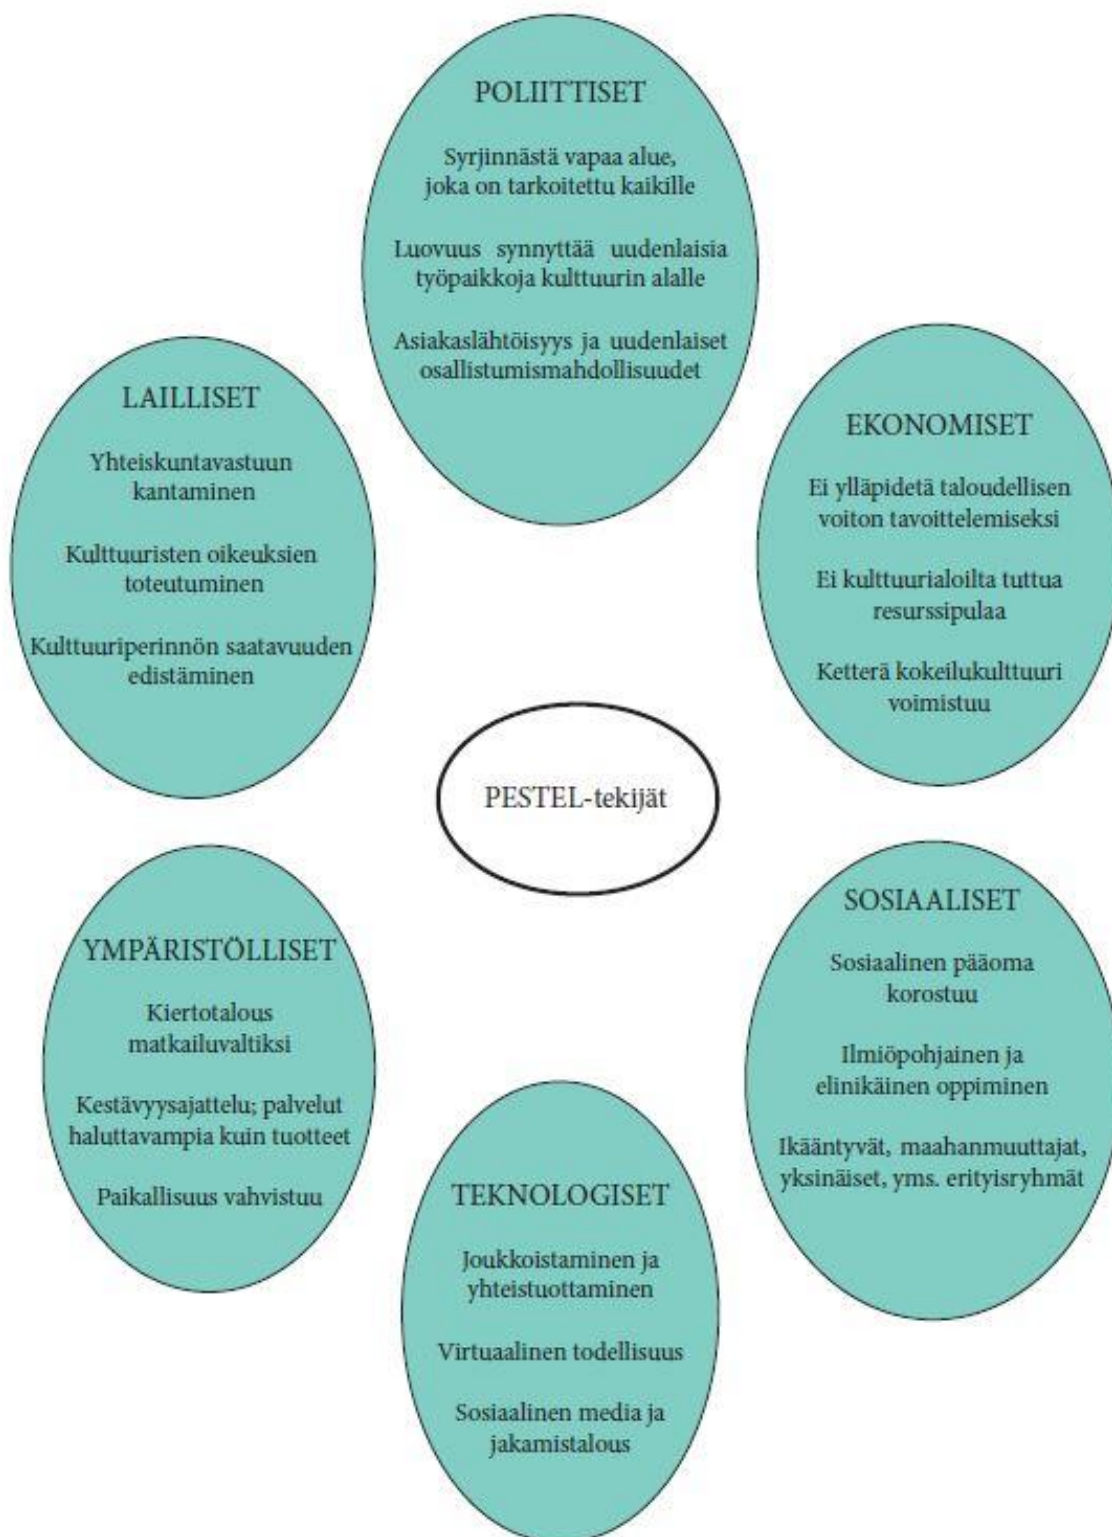 POLIITTISET
Syrjinnästä vapaa alue,
joka on tarkoitettu kaikille
Luovuus synnyttää uudenlaisia
työpaikkoja kulttuurin alalle
Asiakaslähtöisyys ja uudenlaiset
osallistumismahdollisuudet
LAILLISET
Yhteiskuntavastuun
kantaminen
Kulttuuristen oikeuksien
toteutuminen
Kulttuuriperinnön saatavuuden
edistäminen
EKONOMISET
Ei ylläpidetä taloudellisen
voiton tavoittelemiseksi
Ei kulttuurialoilta tuttua
resurssipulaa
Ketterä kokeilukulttuuri
voimistuu
PESTEL-tekijät
YMPÄRISTÖLLISET
Kiertotalous
matkailuvaltiksi
Kestävyysajattelu; palvelut
haluttavampia kuin tuotteet
Paikallisuus vahvistuu
SOSIAALISET
Sosiaalinen pääoma
korostuu
Ilmiöpohjainen ja
elinikäinen oppiminen
Ikääntyvät, maahanmuuttajat,
yksinäiset, yms. erityisryhmät
TEKNOLOGISET
Joukkoistaminen ja
yhteistuottaminen
Virtuaalinen todellisuus
Sosiaalinen media ja
jakamistalous